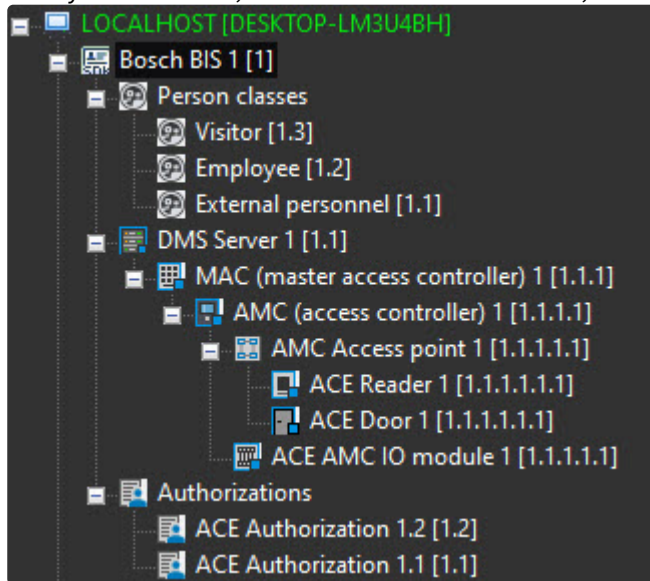 LOCALHOST [DESKTOP-LM3U4BH]
Bosch BIS 1 [1]
Person classes
Visitor [1.3]
Employee [1.2]
External personnel [1.1]
DMS Server 1 [1.1]
MAC (master access controller) 1 [1.1.1]
AMC (access controller) 1 [1.1.1.1]
AMC Access point 1 [1.1.1.1.1]
ACE Reader 1 [1.1.1.1.1.1]
ACE Door 1 [1.1.1.1.1.1]
ACE AMC IO module 1 [1.1.1.1.1]
Authorizations
ACE Authorization 1.2 [1.2]
ACE Authorization 1.1 [1.1]